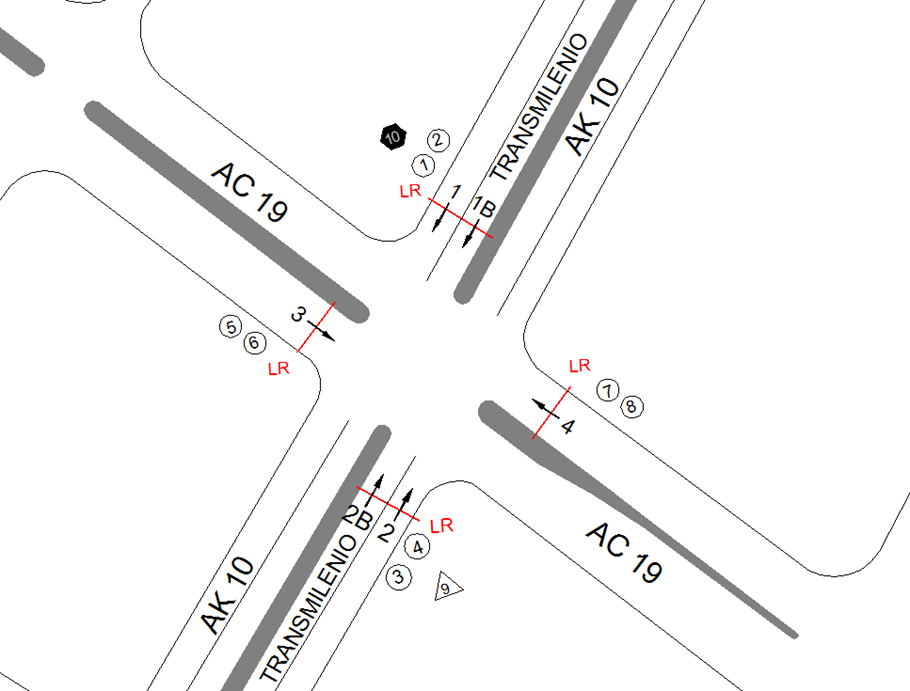 TRANSMILENIO
AK 10
10
2
1
LR
1
1B
AC 19
3
5
6
LR
LR
7
8
4
2B
2
LR
4
3
9
AK 10
TRANSMILENIO
AC 19